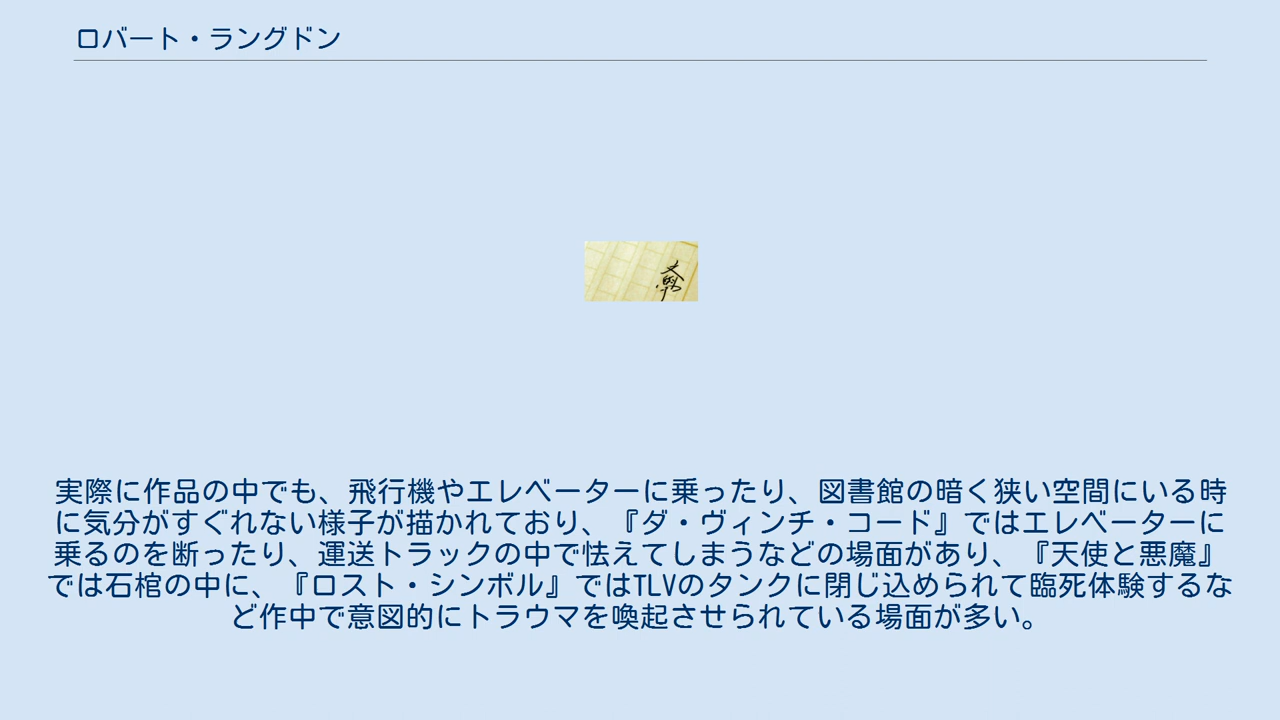 ロバート・ラングドン
実際に作品の中でも、飛行機やエレベーターに乗ったり、図書館の暗く狭い空間にいる時
に気分がすぐれない様子が描かれており、『ダ・ヴィンチ・コード』ではエレベーターに
乗るのを断ったり、運送トラックの中で怯えてしまうなどの場面があり、『天使と悪魔』
では石棺の中に、『ロスト・シンボル』ではTLVのタンクに閉じ込められて臨死体験するな
ど作中で意図的にトラウマを喚起させられている場面が多い。